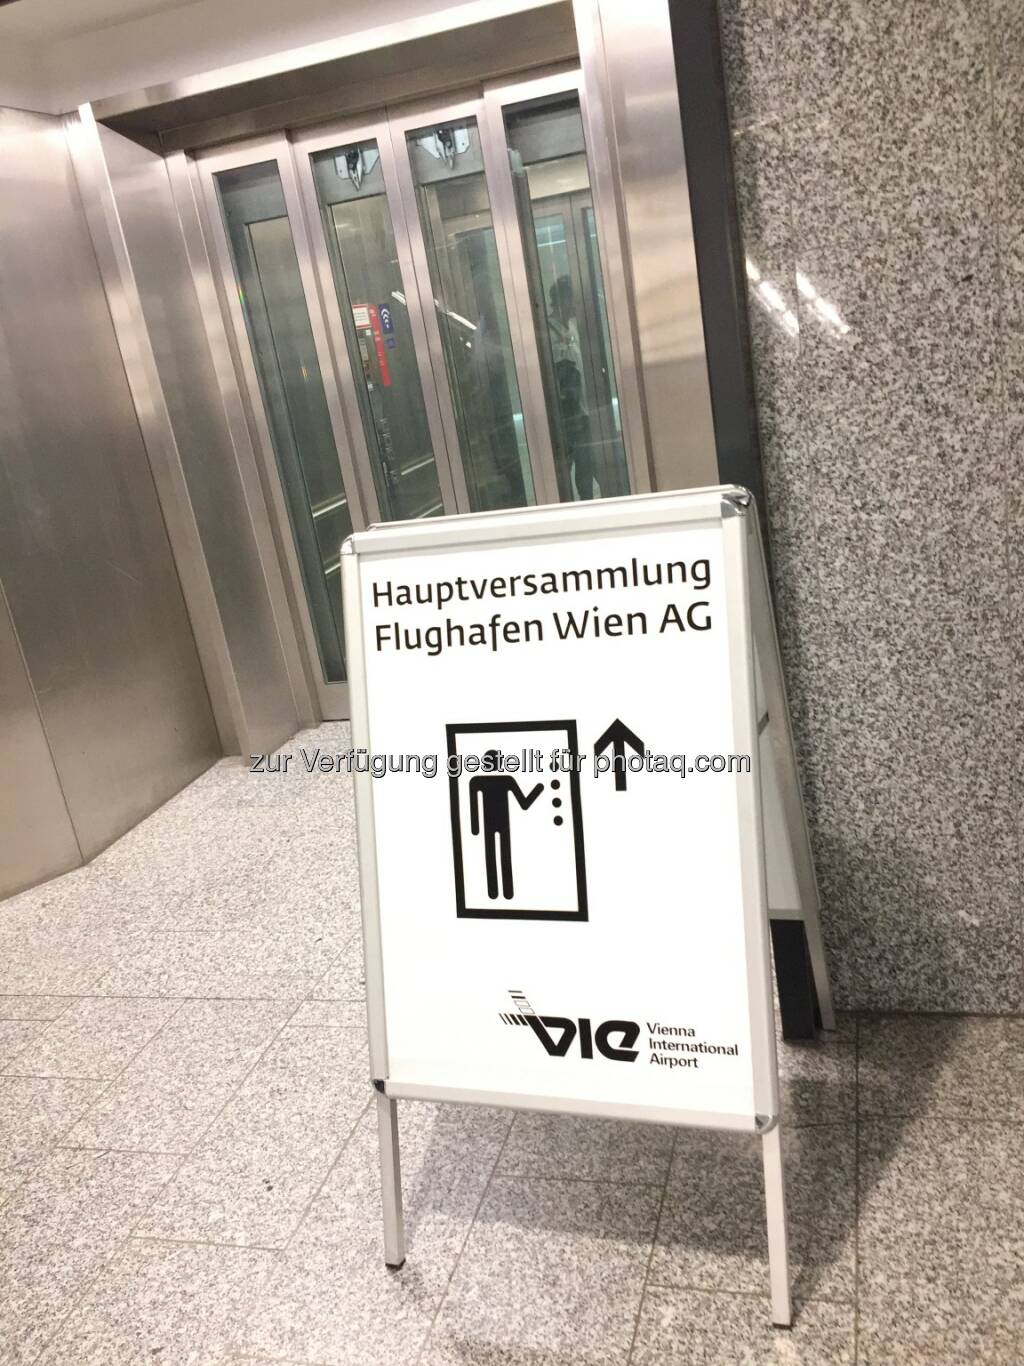 Hauptversammlung
Flughafen Wien AG
zur Verfügung gestellt für photaq.com
VIE
Vienna
International
Airport